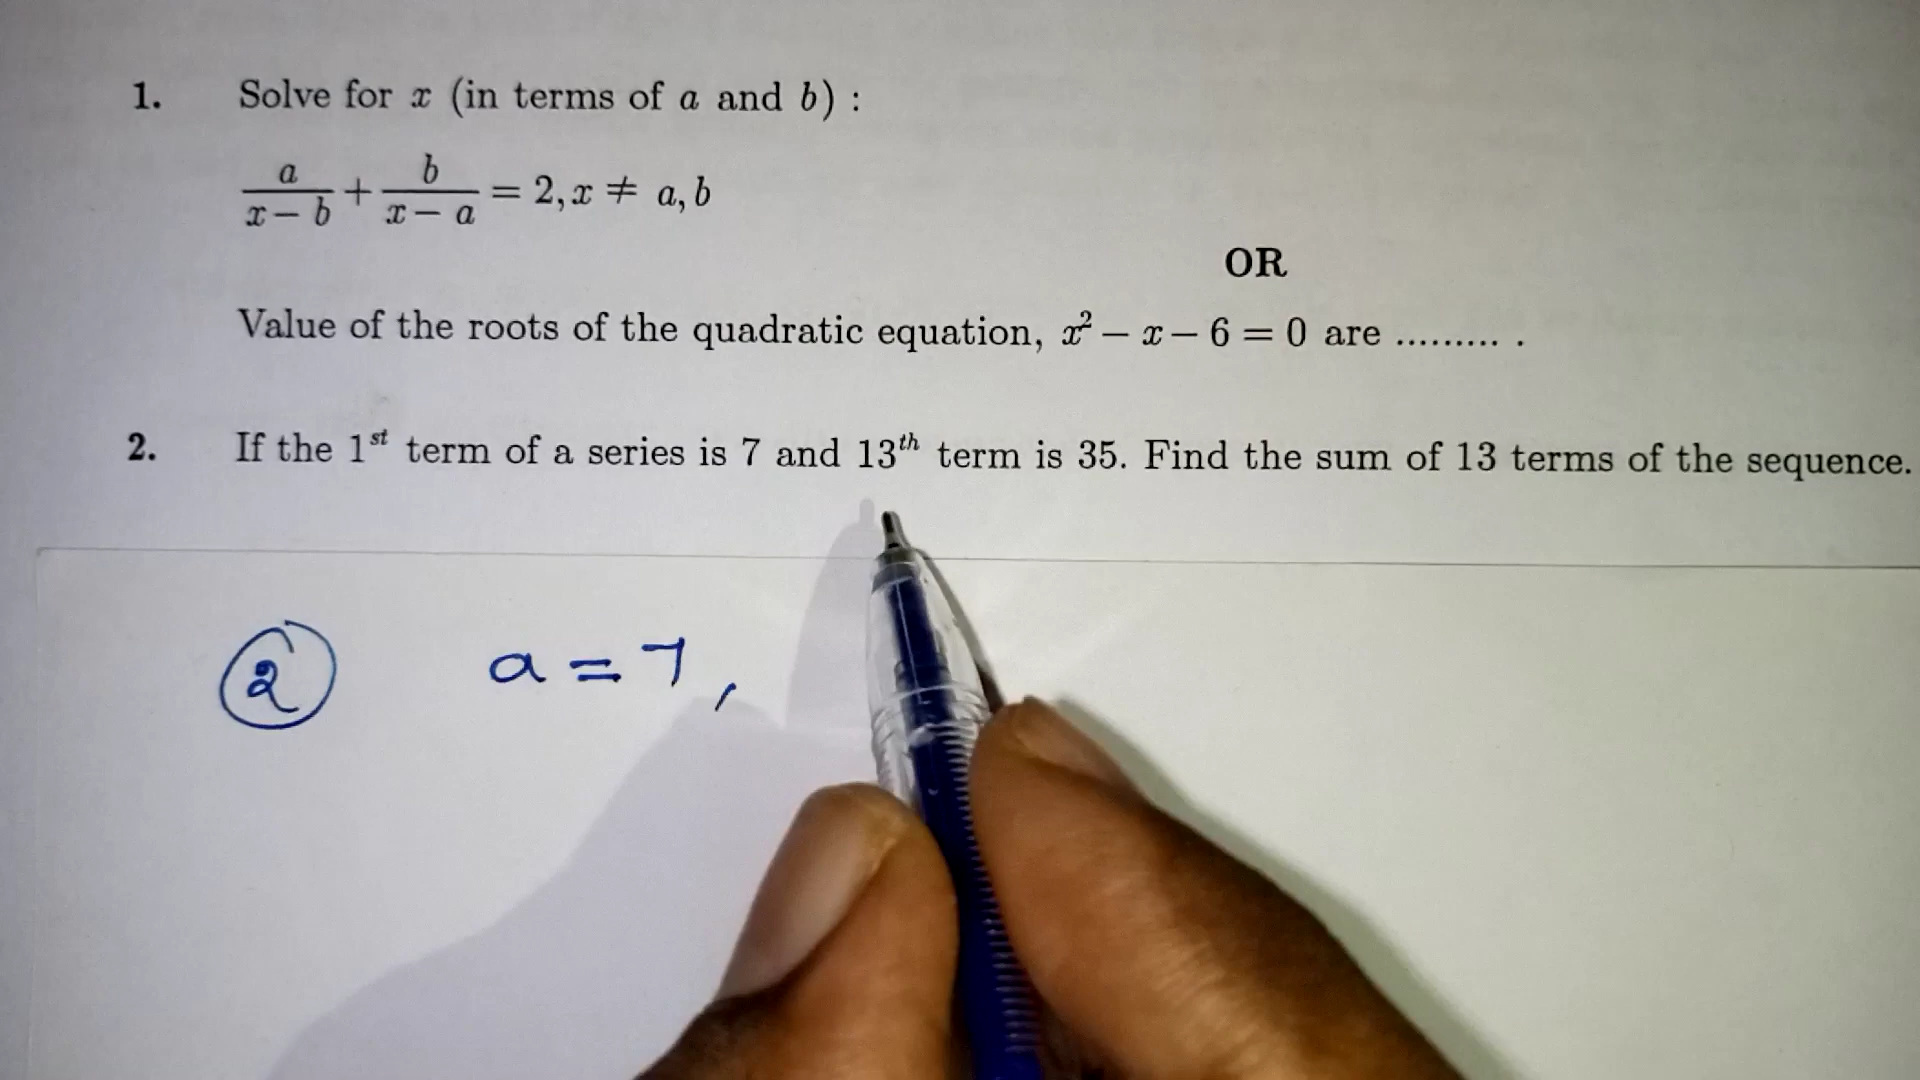 1. Solve for x (in terms of a and b) :
a/(x − b) + b/(x − a) = 2, x ≠ a, b
OR
Value of the roots of the quadratic equation, x² − x − 6 = 0 are ......... .
2. If the 1ˢᵗ term of a series is 7 and 13ᵗʰ term is 35. Find the sum of 13 terms of the sequence.
② a = 7,